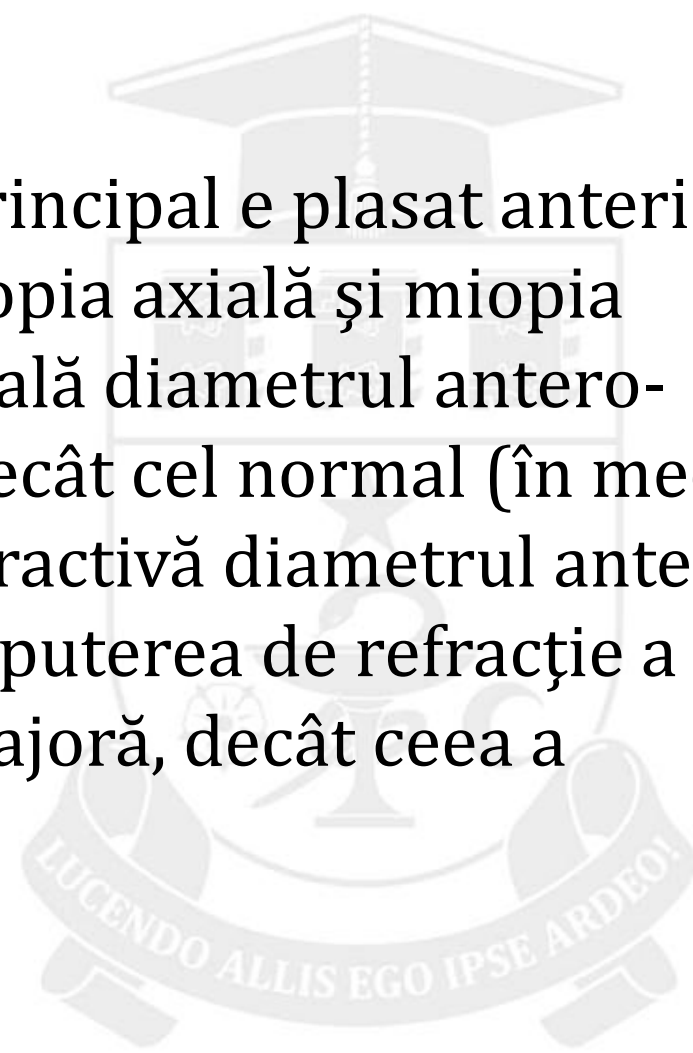 rincipal e plasat anteri
opia axială şi miopia
ală diametrul antero-
ecât cel normal (în me
ractivă diametrul ante
puterea de refracţie a
ajoră, decât ceea a
LUCENDO ALLIS EGO IPSE ARDEO!